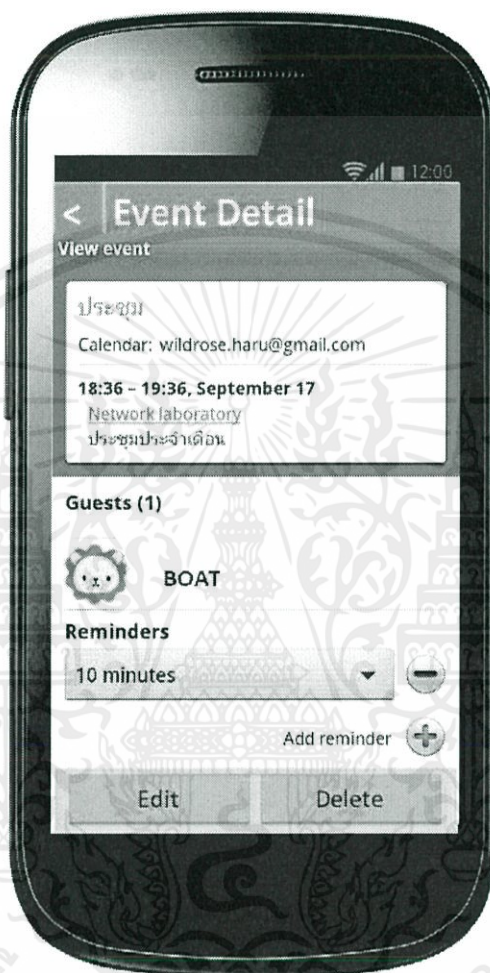 12:00
< Event Detail
View event
ประชุม
Calendar: wildrose.haru@gmail.com
18:36 – 19:36, September 17
Network laboratory
ประชุมประจำเดือน
Guests (1)
BOAT
Reminders
10 minutes
Add reminder
Edit
Delete